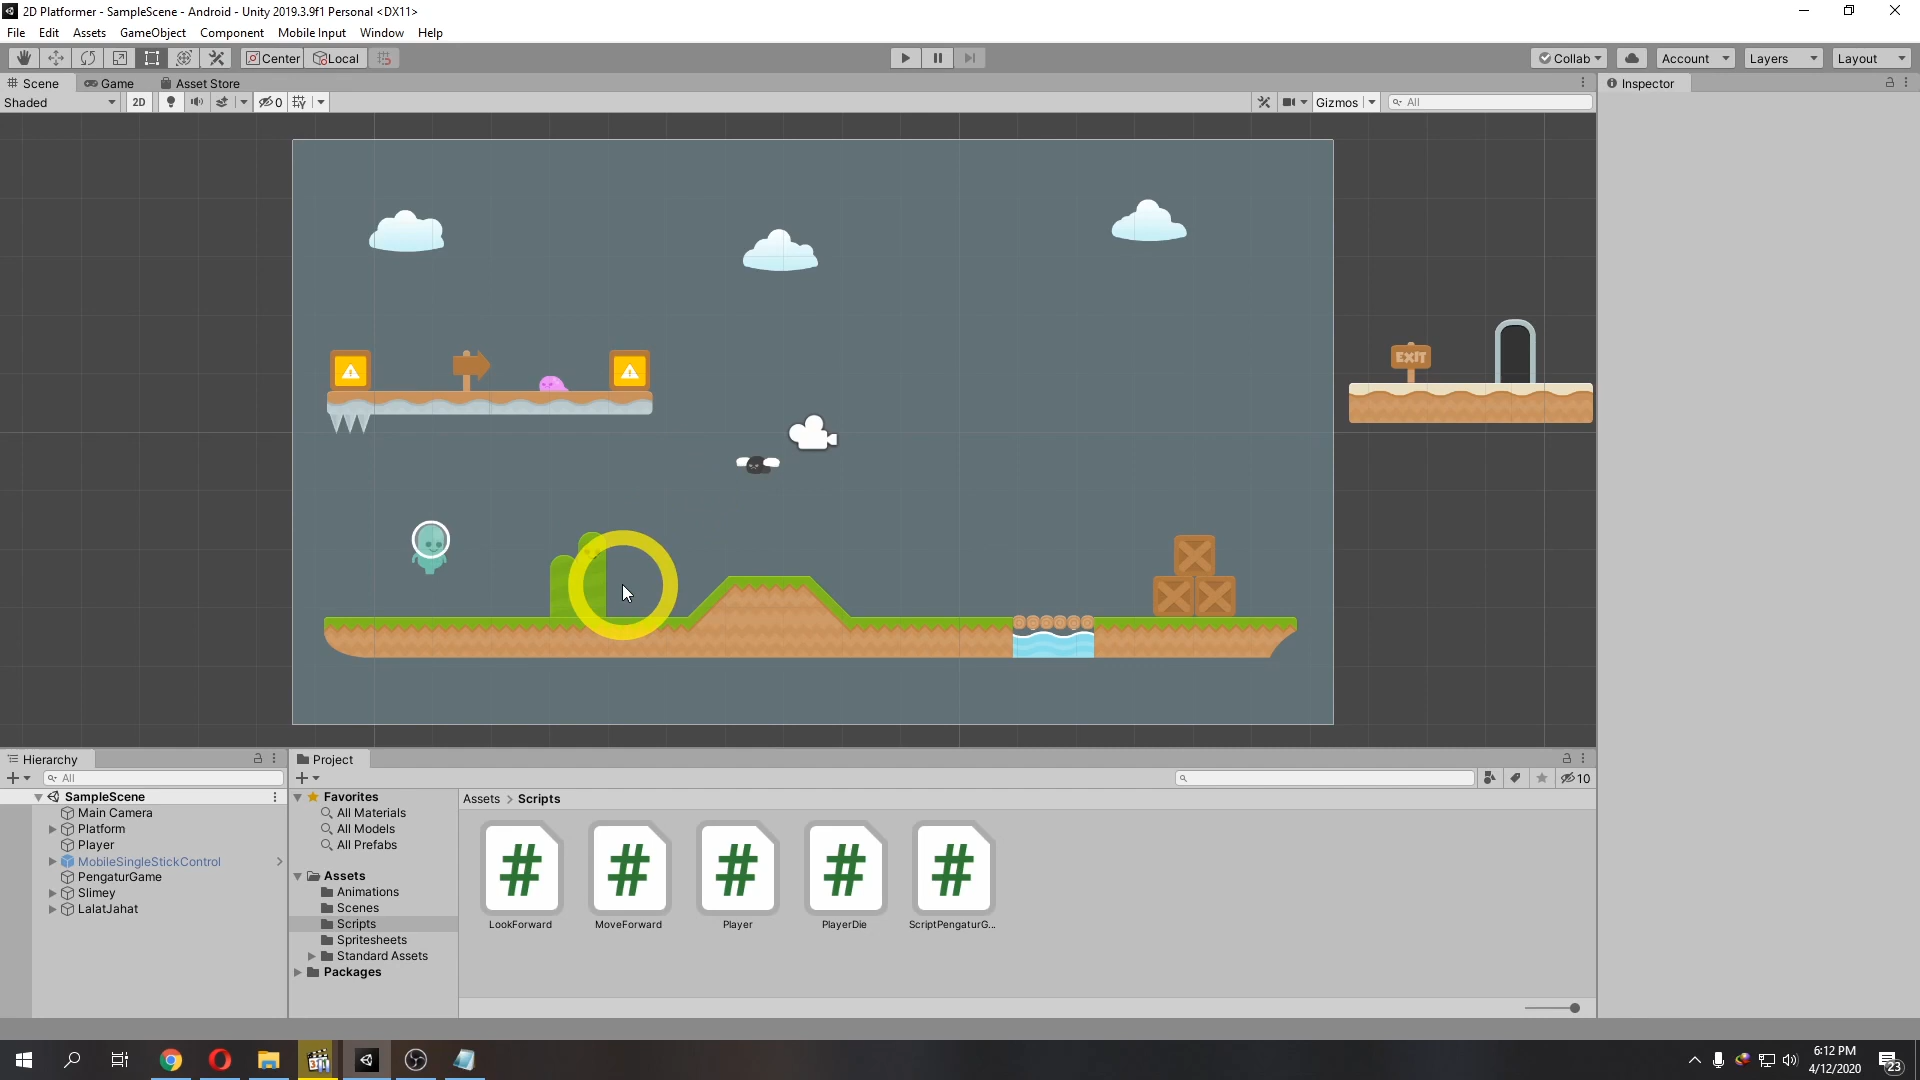 2D Platformer - SampleScene - Android - Unity 2019.3.9f1 Personal <DX11>
File Edit Assets GameObject Component Mobile Input Window Help
Center Local Collab Account Layers Layout
Scene Game Asset Store Inspector
Shaded 2D 0 Gizmos All
EXIT
Hierarchy
All
SampleScene
Main Camera
Platform
Player
MobileSingleStickControl
PengaturGame
Slimey
LalatJahat
Project
10
Favorites
All Materials
All Models
All Prefabs
Assets
Animations
Scenes
Scripts
Spritesheets
Standard Assets
Packages
Assets > Scripts
LookForward MoveForward Player PlayerDie ScriptPengaturG...
6:12 PM
4/12/2020
23